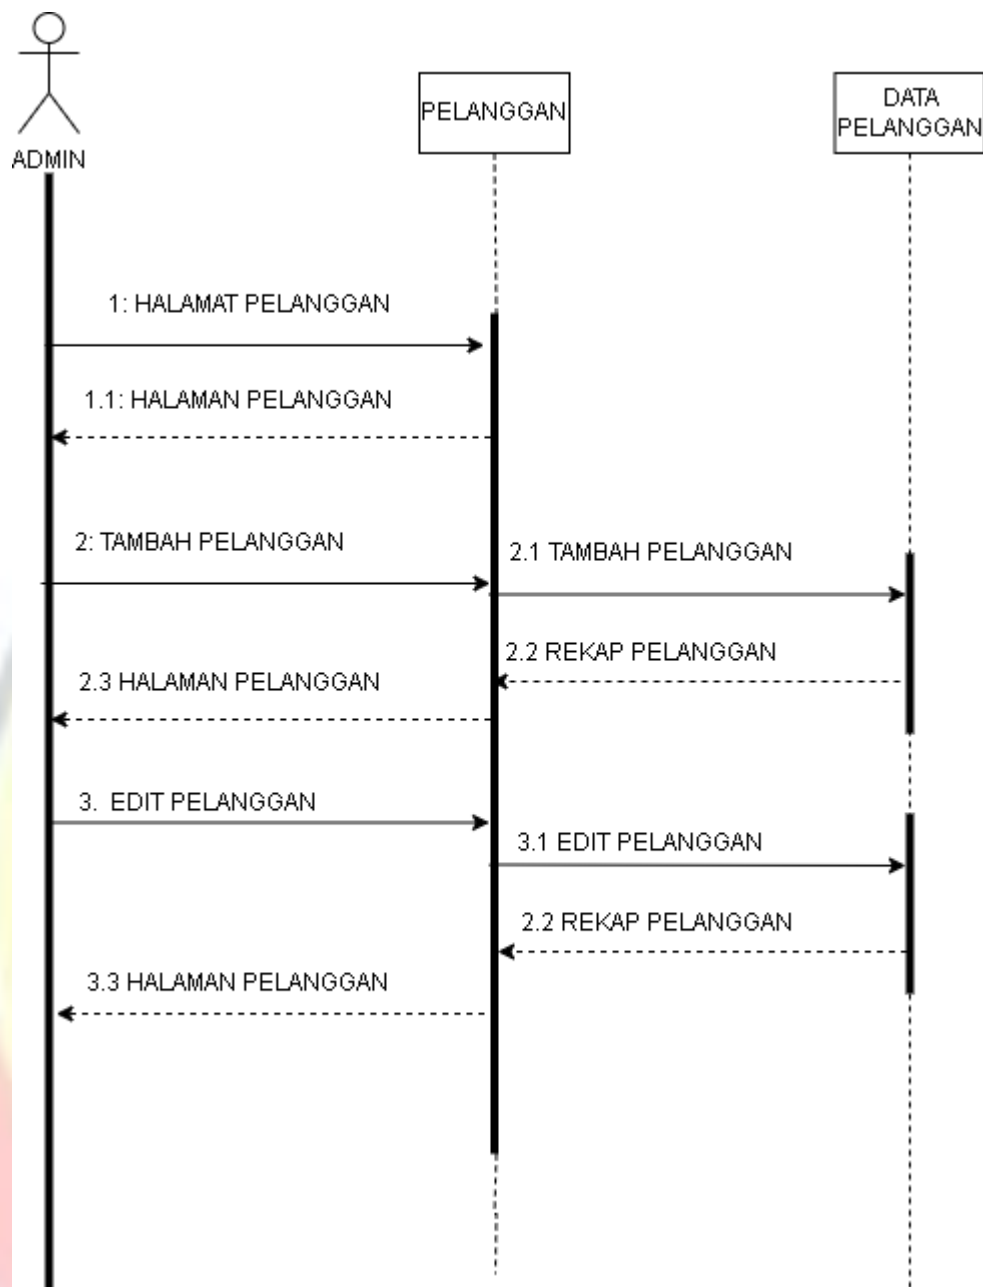 ADMIN
PELANGGAN
DATA
PELANGGAN
1: HALAMAT PELANGGAN
1.1: HALAMAN PELANGGAN
2: TAMBAH PELANGGAN
2.1 TAMBAH PELANGGAN
2.2 REKAP PELANGGAN
2.3 HALAMAN PELANGGAN
3. EDIT PELANGGAN
3.1 EDIT PELANGGAN
2.2 REKAP PELANGGAN
3.3 HALAMAN PELANGGAN